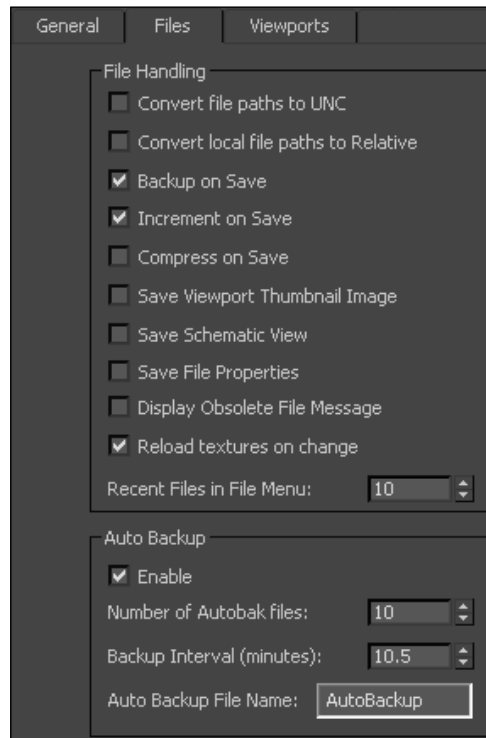 General Files Viewports
File Handling
Convert file paths to UNC
Convert local file paths to Relative
Backup on Save
Increment on Save
Compress on Save
Save Viewport Thumbnail Image
Save Schematic View
Save File Properties
Display Obsolete File Message
Reload textures on change
Recent Files in File Menu: 10
Auto Backup
Enable
Number of Autobak files: 10
Backup Interval (minutes): 10.5
Auto Backup File Name: AutoBackup